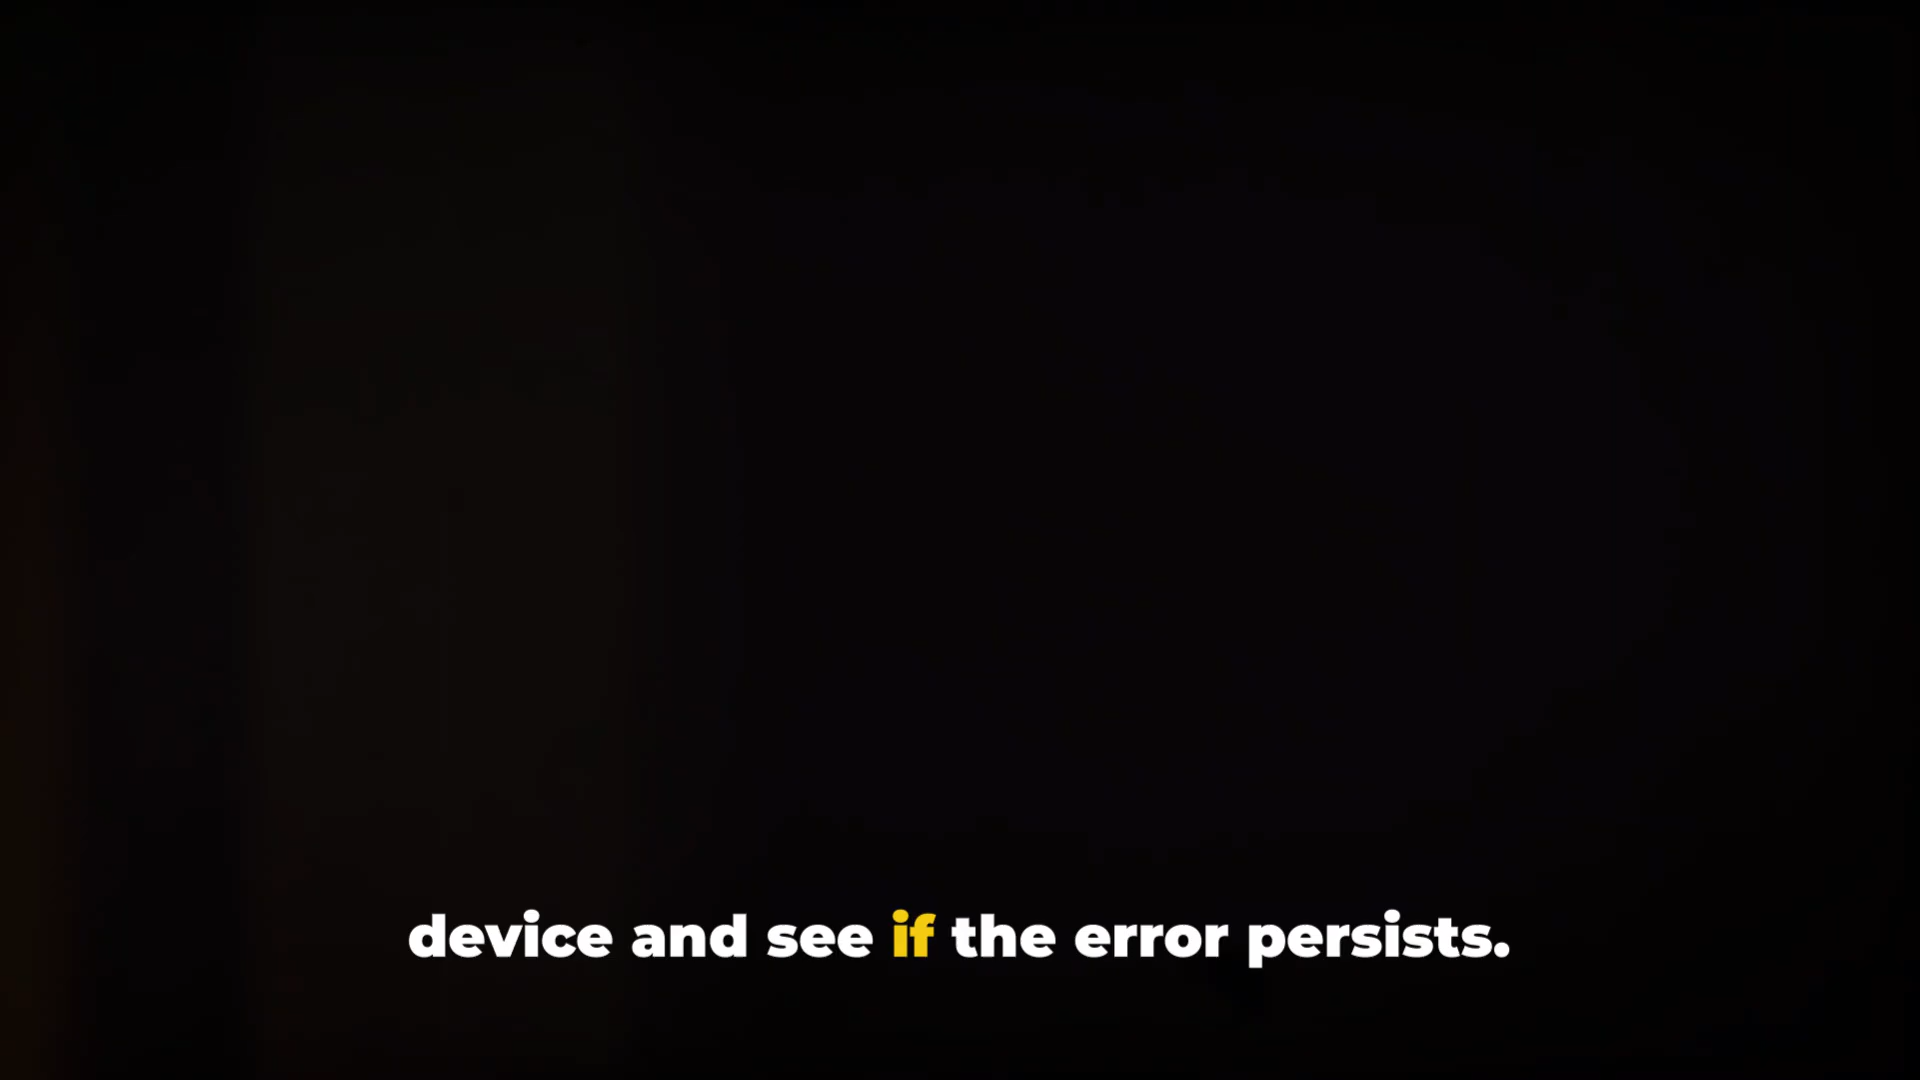 device and see if the error persists.